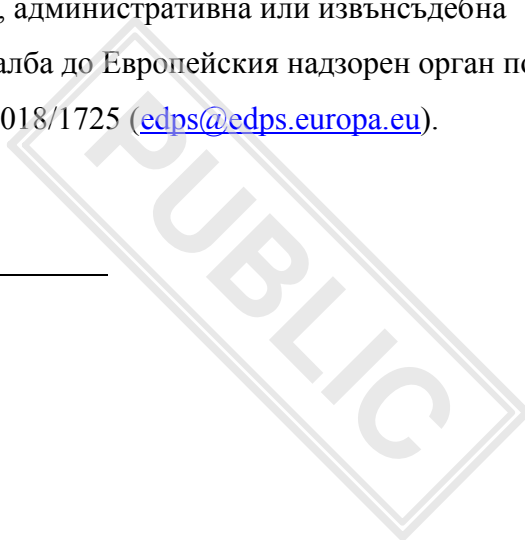 , административна или извънсъдебна
алба до Европейския надзорен орган по
018/1725 (edps@edps.europa.eu).
PUBLIC